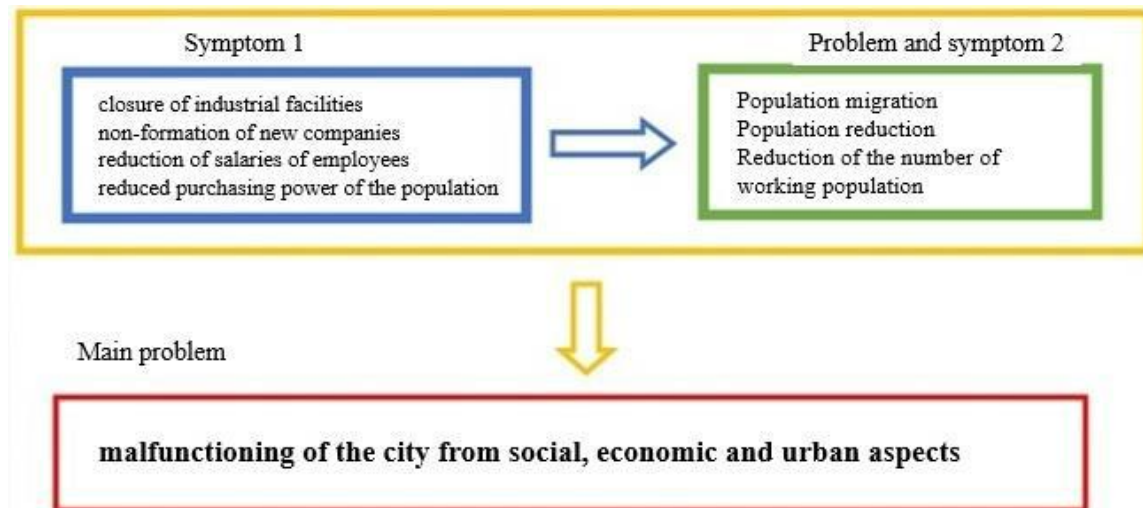 Symptom 1
closure of industrial facilities
non-formation of new companies
reduction of salaries of employees
reduced purchasing power of the population
Problem and symptom 2
Population migration
Population reduction
Reduction of the number of
working population
Main problem
malfunctioning of the city from social, economic and urban aspects